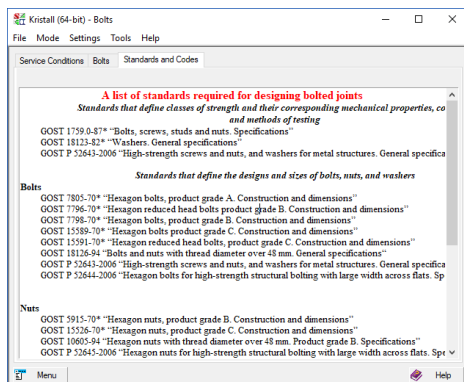 Kristall (64-bit) - Bolts
File Mode Settings Tools Help
Service Conditions Bolts Standards and Codes
A list of standards required for designing bolted joints
Standards that define classes of strength and their corresponding mechanical properties, co
and methods of testing
GOST 1759.0-87* "Bolts, screws, studs and nuts. Specifications"
GOST 18123-82* "Washers. General specifications"
GOST P 52643-2006 "High-strength screws and nuts, and washers for metal structures. General specifica
Standards that define the designs and sizes of bolts, nuts, and washers
Bolts
GOST 7805-70* "Hexagon bolts, product grade A. Construction and dimensions"
GOST 7796-70* "Hexagon reduced head bolts product grade B. Construction and dimensions"
GOST 7798-70* "Hexagon bolts, product grade B. Construction and dimensions"
GOST 15589-70* "Hexagon bolts product grade C. Construction and dimensions"
GOST 15591-70* "Hexagon reduced head bolts, product grade C. Construction and dimensions"
GOST 18126-94 "Bolts and nuts with thread diameter over 48 mm. General specifications"
GOST P 52643-2006 "High-strength screws and nuts, and washers for metal structures. General specifica
GOST P 52644-2006 "Hexagon bolts for high-strength structural bolting with large width across flats. Sp
Nuts
GOST 5915-70* "Hexagon nuts, product grade B. Construction and dimensions"
GOST 15526-70* "Hexagon nuts, product grade C. Construction and dimensions"
GOST 10605-94 "Hexagon nuts with thread diameter over 48 mm. Product grade B. Specifications"
GOST P 52645-2006 "Hexagon nuts for high-strength structural bolting with large width across flats. Spe
Menu Help